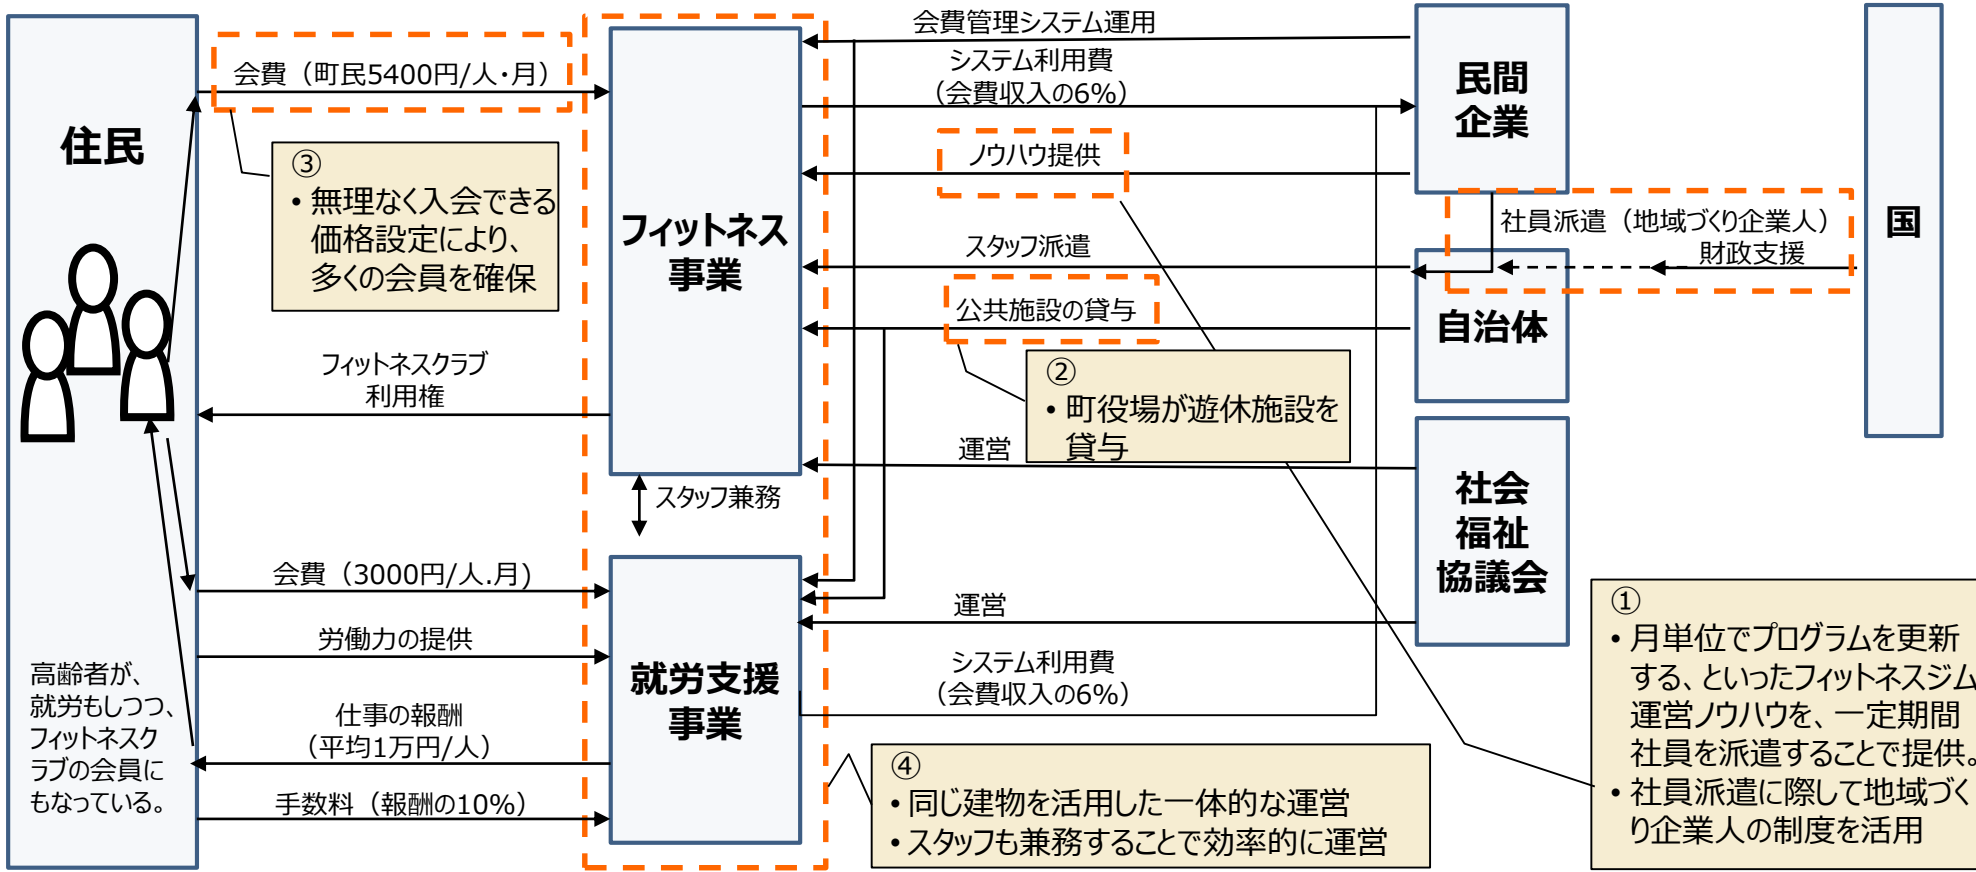 住民
高齢者が、
就労もしつつ、
フィットネスク
ラブの会員に
もなっている。
会費（町民5400円/人・月）
③
・無理なく入会できる
価格設定により、
多くの会員を確保
フィットネスクラブ
利用権
会費（3000円/人.月)
労働力の提供
仕事の報酬
（平均1万円/人）
手数料（報酬の10%）
フィットネス
事業
スタッフ兼務
就労支援
事業
会費管理システム運用
システム利用費
（会費収入の6%）
ノウハウ提供
スタッフ派遣
公共施設の貸与
②
・町役場が遊休施設を
貸与
運営
運営
システム利用費
（会費収入の6%）
④
・同じ建物を活用した一体的な運営
・スタッフも兼務することで効率的に運営
民間
企業
社員派遣（地域づくり企業人）
財政支援
自治体
社会
福祉
協議会
国
①
・月単位でプログラムを更新
する、といったフィットネスジム
運営ノウハウを、一定期間
社員を派遣することで提供。
・社員派遣に際して地域づく
り企業人の制度を活用